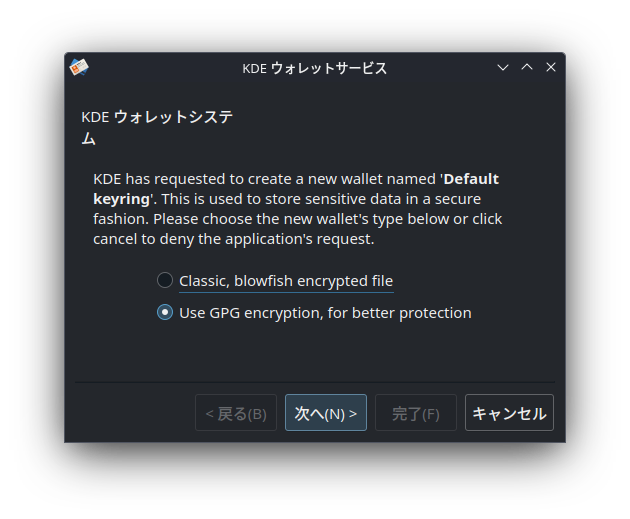 KDE ウォレットサービス
KDE ウォレットシステ
ム
KDE has requested to create a new wallet named 'Default
keyring'. This is used to store sensitive data in a secure
fashion. Please choose the new wallet's type below or click
cancel to deny the application's request.
Classic, blowfish encrypted file
Use GPG encryption, for better protection
< 戻る(B) 次へ(N) > 完了(F) キャンセル